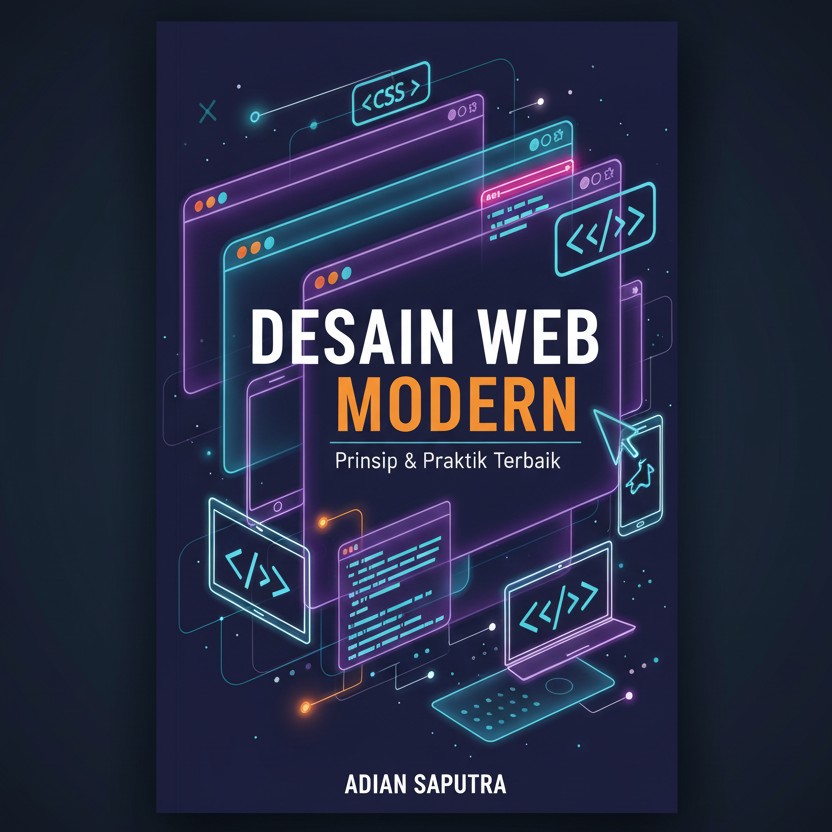 <CSS >
<</>>
DESAIN WEB
MODERN
Prinsip & Praktik Terbaik
</>>
<</>>
ADIAN SAPUTRA